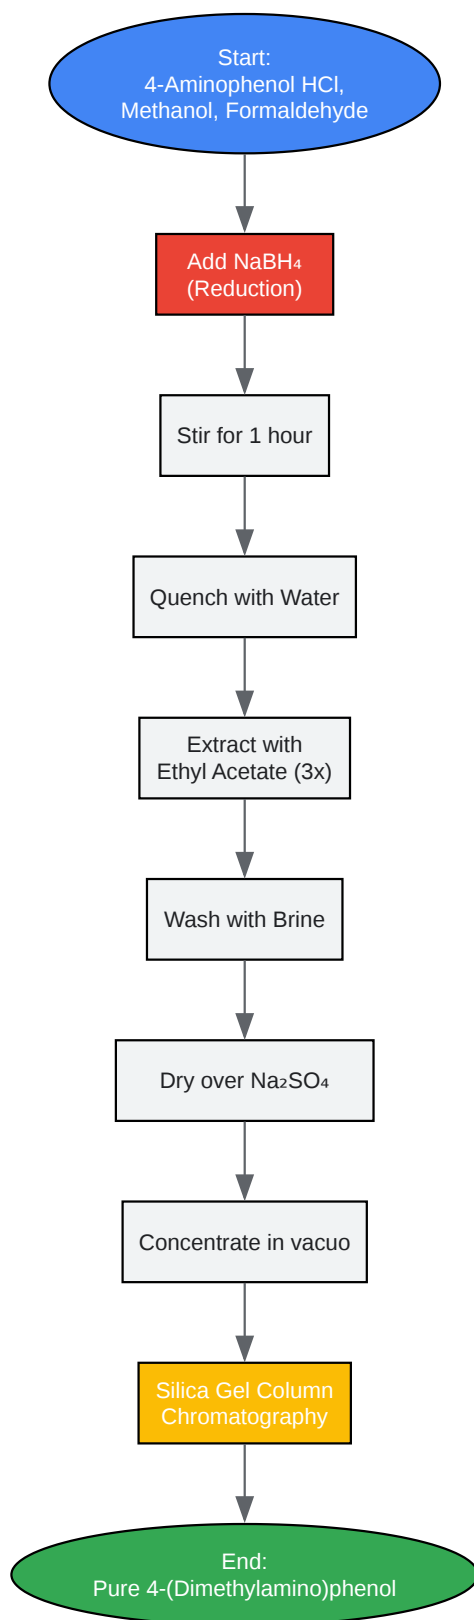 Start:
4-Aminophenol HCl,
Methanol, Formaldehyde
Add NaBH₄
(Reduction)
Stir for 1 hour
Quench with Water
Extract with
Ethyl Acetate (3x)
Wash with Brine
Dry over Na₂SO₄
Concentrate in vacuo
Silica Gel Column
Chromatography
End:
Pure 4-(Dimethylamino)phenol